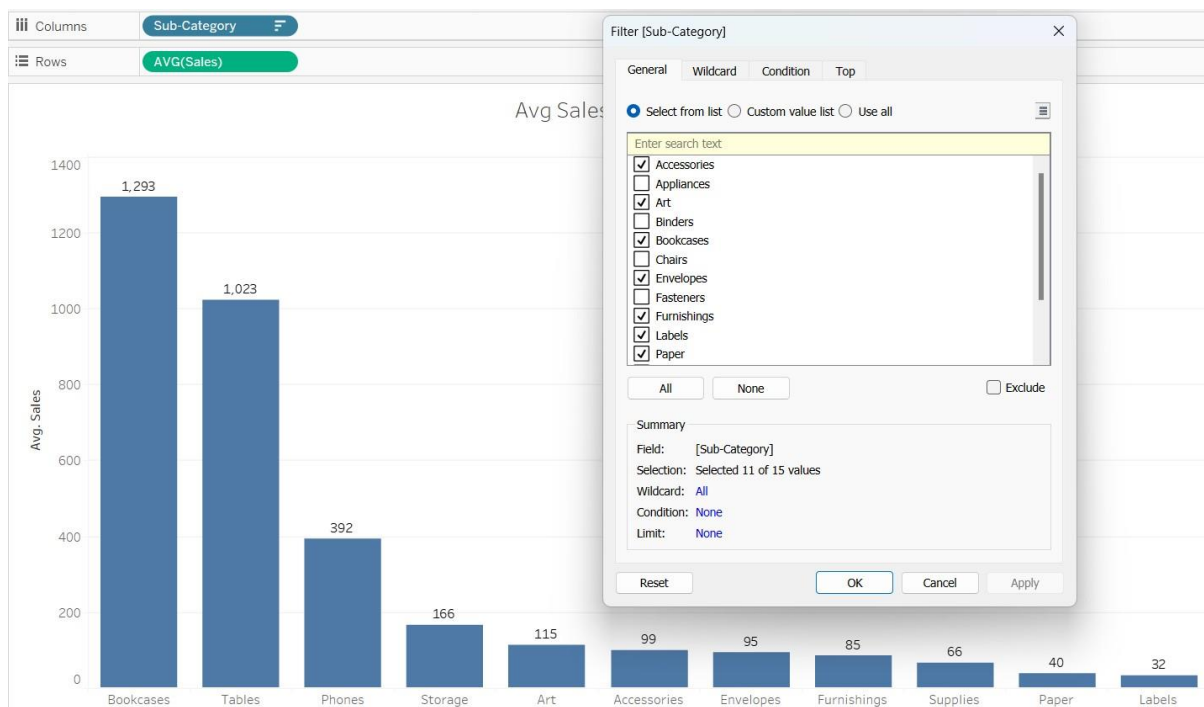 Columns
Sub-Category
Rows
AVG(Sales)
Avg Sales
Avg. Sales
1400
1200
1000
800
600
400
200
0
1,293
1,023
392
166
115
99
95
85
66
40
32
Bookcases
Tables
Phones
Storage
Art
Accessories
Envelopes
Furnishings
Supplies
Paper
Labels
Filter [Sub-Category]
General Wildcard Condition Top
Select from list Custom value list Use all
Enter search text
Accessories
Appliances
Art
Binders
Bookcases
Chairs
Envelopes
Fasteners
Furnishings
Labels
Paper
All None Exclude
Summary
Field: [Sub-Category]
Selection: Selected 11 of 15 values
Wildcard: All
Condition: None
Limit: None
Reset OK Cancel Apply